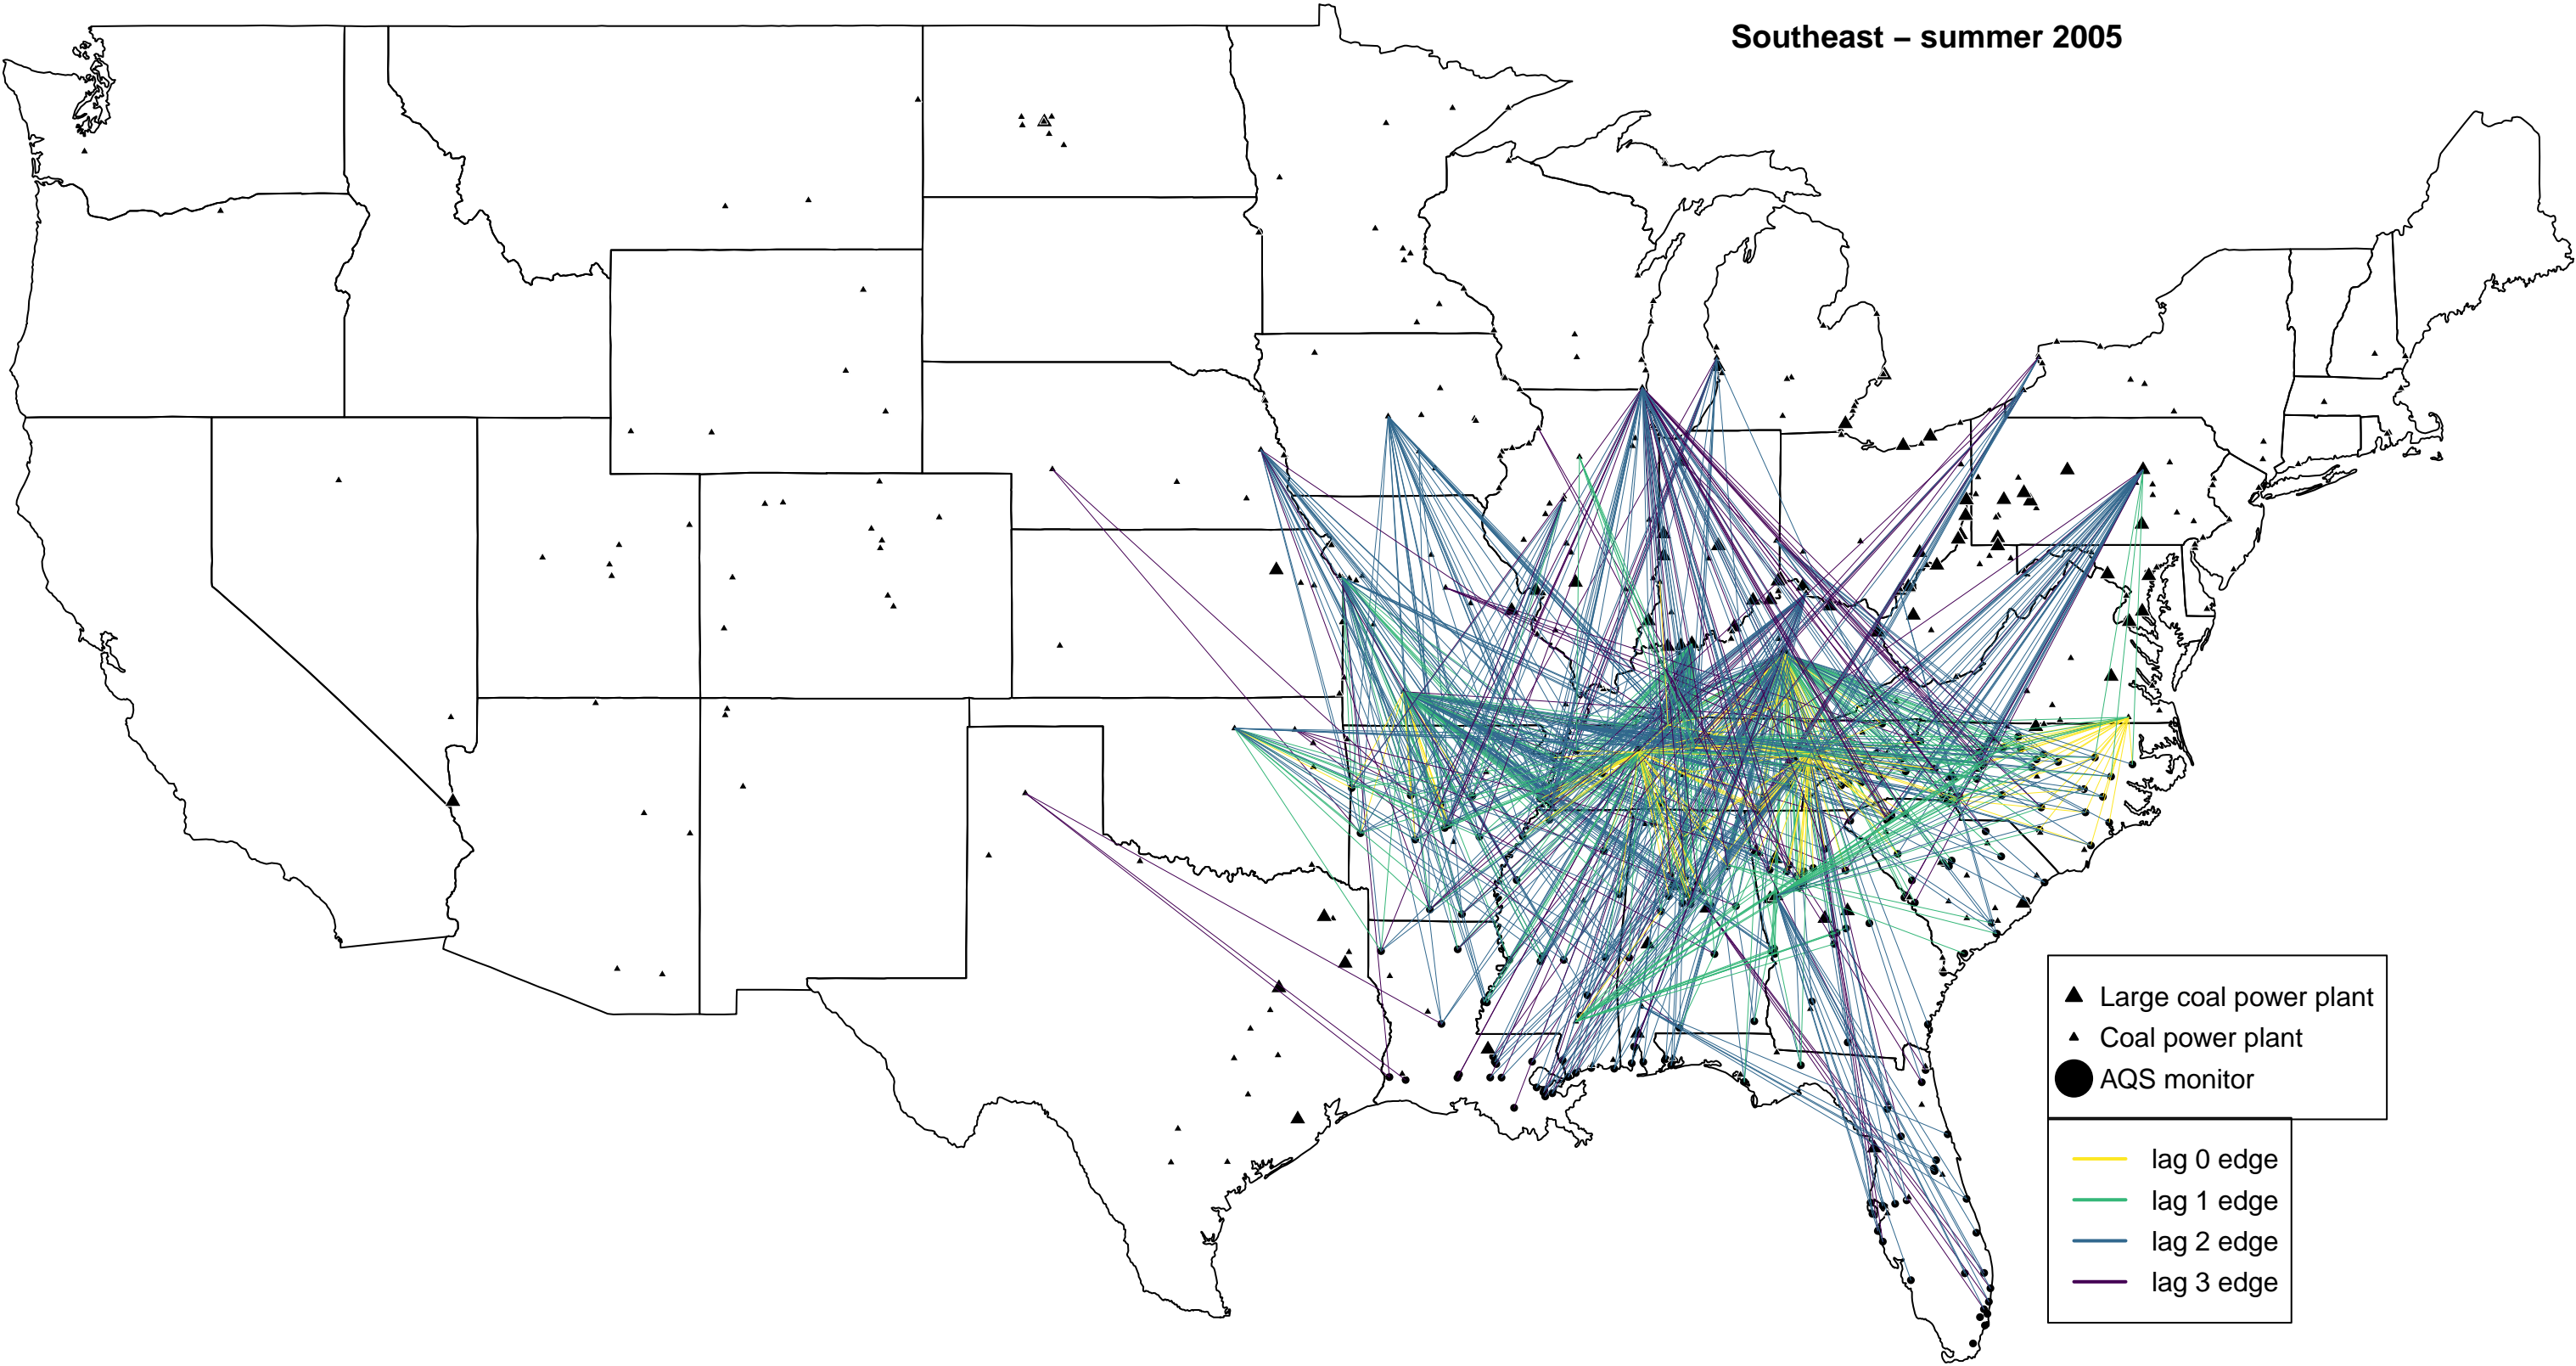 Southeast – summer 2005
Large coal power plant
Coal power plant
AQS monitor
lag 0 edge
lag 1 edge
lag 2 edge
lag 3 edge